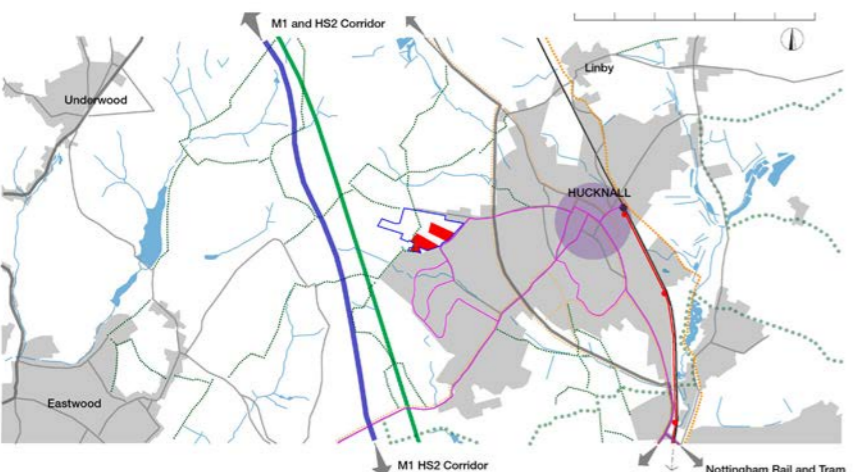 M1 and HS2 Corridor
Linby
Underwood
HUCKNALL
Eastwood
M1 HS2 Corridor
Nottingham Rail and Tram